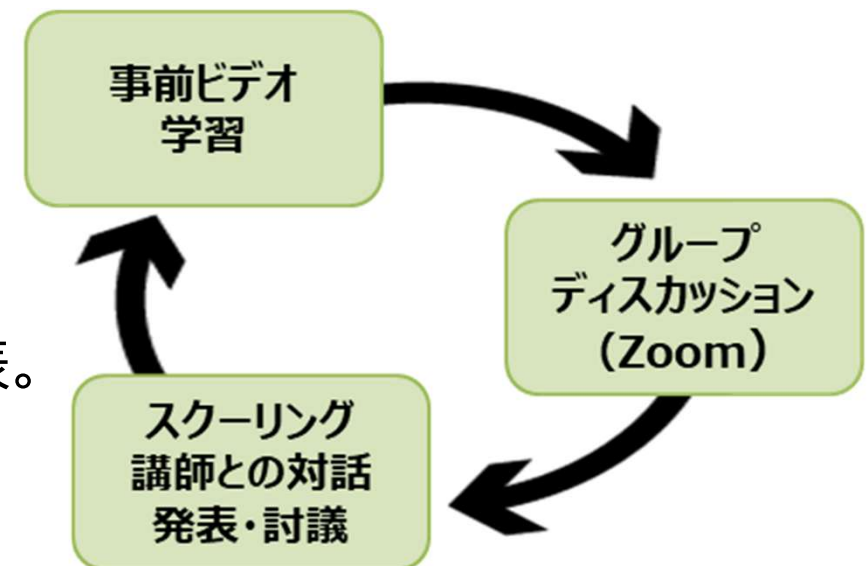 事前ビデオ
学習
グループ
ディスカッション
（Zoom）
表。
スクーリング
講師との対話
発表・討議